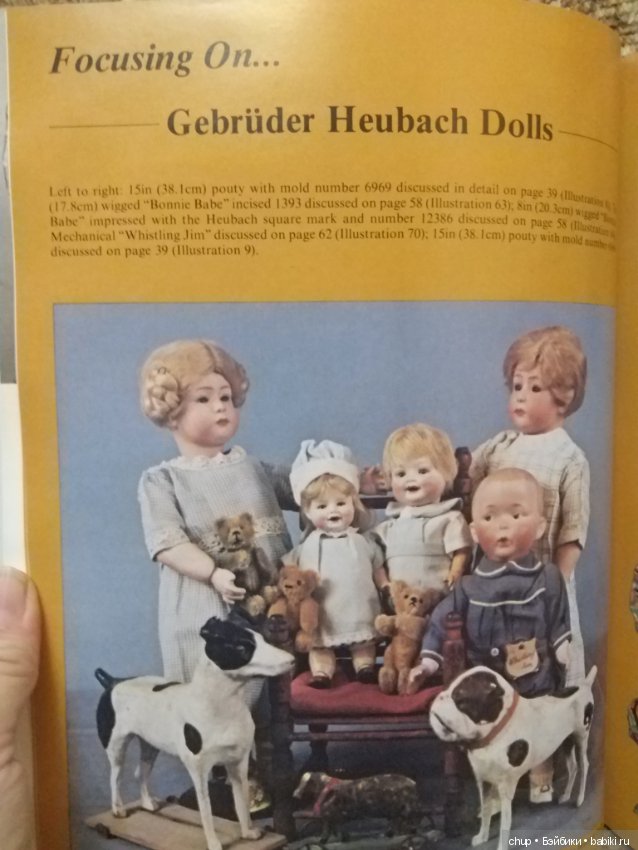 Focusing On...
Gebrüder Heubach Dolls
Left to right: 15in (38.1cm) pouty with mold number 6969 discussed in detail on page 39 (Illustration
(17.8cm) wigged "Bonnie Babe" incised 1393 discussed on page 58 (Illustration 63); 8in (20.3cm) wigged
Babe" impressed with the Heubach square mark and number 12386 discussed on page 58 (Illustration
Mechanical "Whistling Jim" discussed on page 62 (Illustration 70); 15in (38.1cm) pouty with mold number
discussed on page 39 (Illustration 9).
Whistling
Jim
chup • Бэйбики • babiki.ru